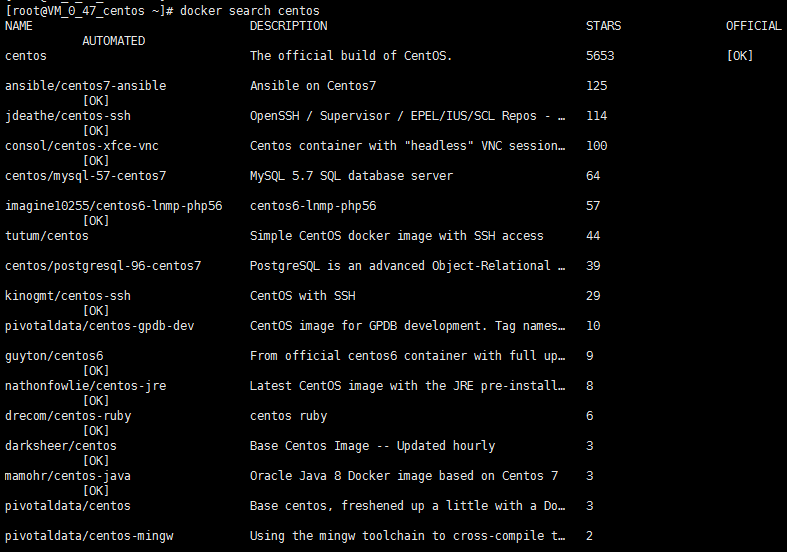 [root@VM_0_47_centos ~]# docker search centos
NAME DESCRIPTION STARS OFFICIAL
AUTOMATED
centos The official build of CentOS. 5653 [OK]
ansible/centos7-ansible Ansible on Centos7 125
[OK]
jdeathe/centos-ssh OpenSSH / Supervisor / EPEL/IUS/SCL Repos - … 114
[OK]
consol/centos-xfce-vnc Centos container with "headless" VNC session… 100
[OK]
centos/mysql-57-centos7 MySQL 5.7 SQL database server 64
imagine10255/centos6-lnmp-php56 centos6-lnmp-php56 57
[OK]
tutum/centos Simple CentOS docker image with SSH access 44
centos/postgresql-96-centos7 PostgreSQL is an advanced Object-Relational … 39
kinogmt/centos-ssh CentOS with SSH 29
[OK]
pivotaldata/centos-gpdb-dev CentOS image for GPDB development. Tag names… 10
guyton/centos6 From official centos6 container with full up… 9
[OK]
nathonfowlie/centos-jre Latest CentOS image with the JRE pre-install… 8
[OK]
drecom/centos-ruby centos ruby 6
[OK]
darksheer/centos Base Centos Image -- Updated hourly 3
[OK]
mamohr/centos-java Oracle Java 8 Docker image based on Centos 7 3
[OK]
pivotaldata/centos Base centos, freshened up a little with a Do… 3
pivotaldata/centos-mingw Using the mingw toolchain to cross-compile t… 2